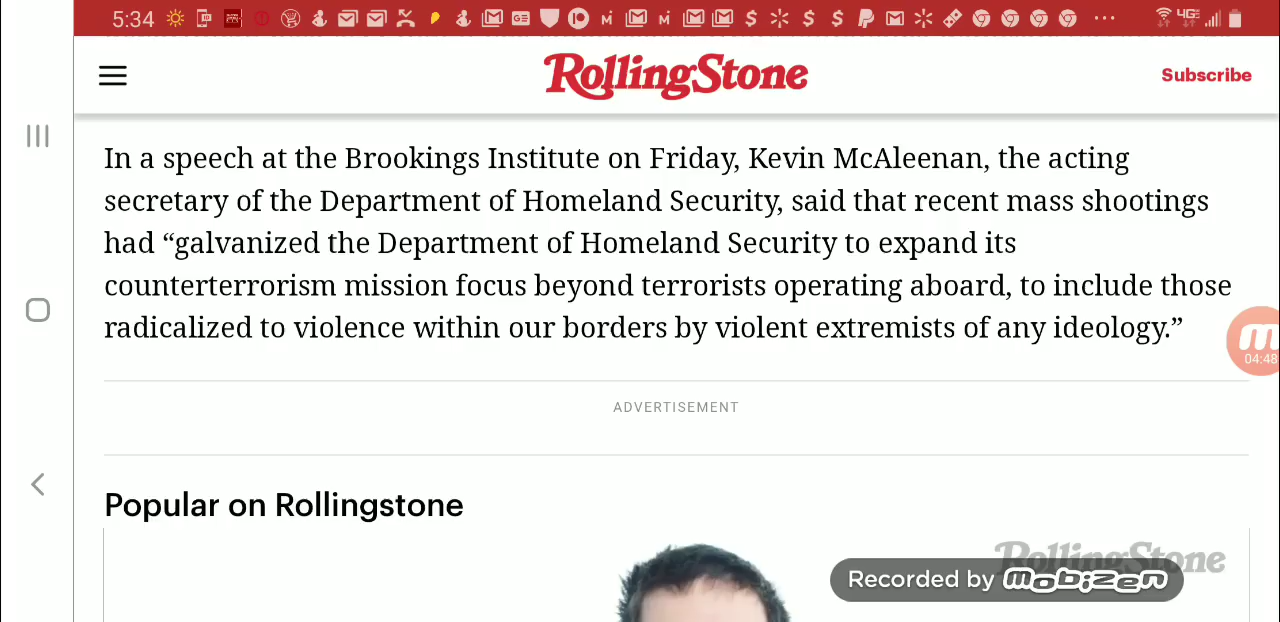 5:34
4GE
RollingStone
Subscribe
In a speech at the Brookings Institute on Friday, Kevin McAleenan, the acting
secretary of the Department of Homeland Security, said that recent mass shootings
had “galvanized the Department of Homeland Security to expand its
counterterrorism mission focus beyond terrorists operating aboard, to include those
radicalized to violence within our borders by violent extremists of any ideology.”
04:48
ADVERTISEMENT
Popular on Rollingstone
RollingStone
Recorded by mobizen